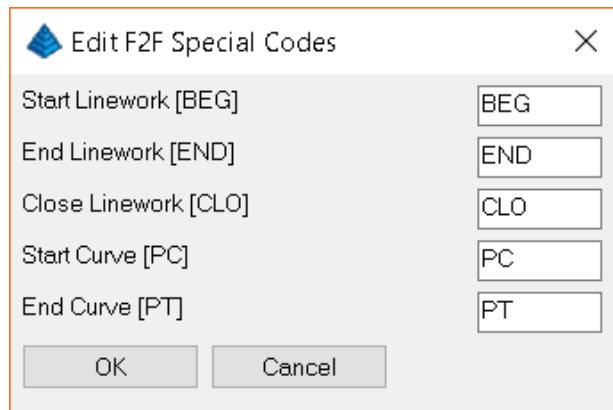 Edit F2F Special Codes
Start Linework [BEG] BEG
End Linework [END] END
Close Linework [CLO] CLO
Start Curve [PC] PC
End Curve [PT] PT
OK Cancel